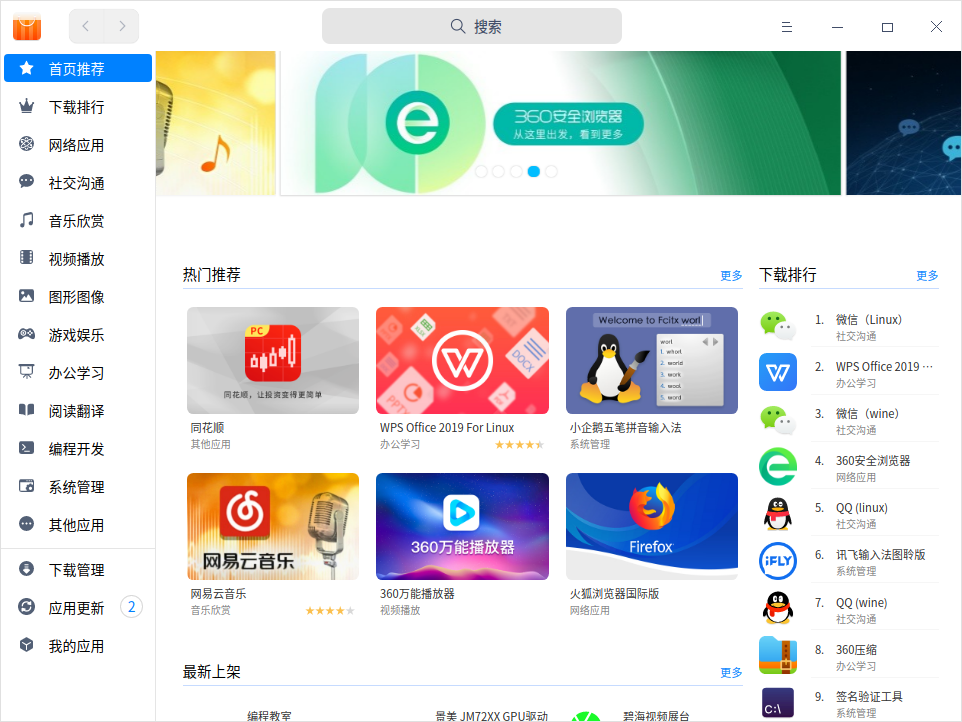 搜索
首页推荐
下载排行
网络应用
社交沟通
音乐欣赏
视频播放
图形图像
游戏娱乐
办公学习
阅读翻译
编程开发
系统管理
其他应用
下载管理
应用更新 2
我的应用
e
360安全浏览器
从这里出发，看到更多
热门推荐 更多
PC
同花顺，让投资变得更简单
同花顺
其他应用
W
DOCX
PPTX
WPS Office 2019 For Linux
办公学习
Welcome to Fcitx worl
worl
1. whorl
2. world
3. work
4. wool
5. word
小企鹅五笔拼音输入法
系统管理
网易云音乐
网易云音乐
音乐欣赏
360万能播放器
360万能播放器
视频播放
Firefox
火狐浏览器国际版
网络应用
最新上架 更多
编程教室
景美 JM72XX GPU驱动
碧海视频展台
下载排行 更多
1. 微信（Linux）
社交沟通
W
2. WPS Office 2019 ···
办公学习
3. 微信（wine）
社交沟通
4. 360安全浏览器
网络应用
5. QQ (linux)
社交沟通
iFLY
6. 讯飞输入法图聆版
系统管理
7. QQ (wine)
社交沟通
8. 360压缩
办公学习
C:\
9. 签名验证工具
系统管理